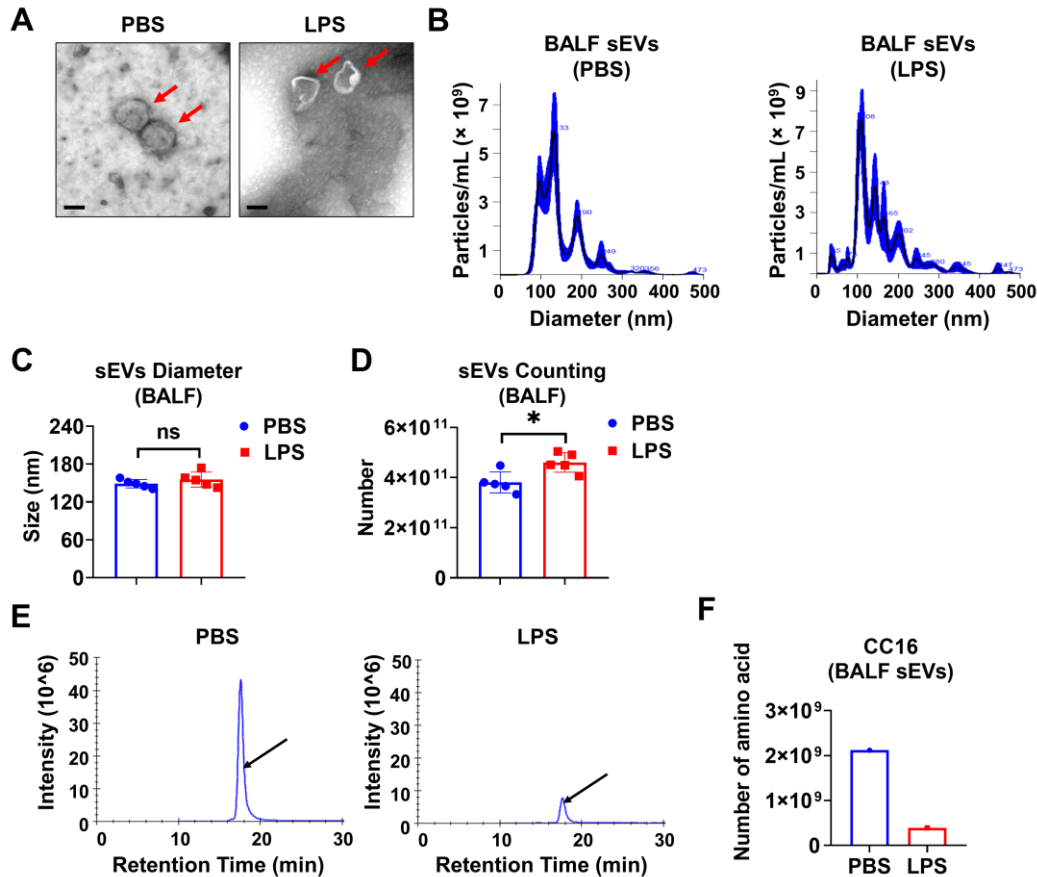 A
PBS
LPS
B
BALF sEVs
(PBS)
Particles/mL (× 10⁹)
7
5
3
1
0 100 200 300 400 500
Diameter (nm)
BALF sEVs
(LPS)
Particles/mL (× 10⁹)
9
7
5
3
1
0 100 200 300 400 500
Diameter (nm)
C
sEVs Diameter
(BALF)
Size (nm)
240
180
120
60
0
ns
PBS
LPS
D
sEVs Counting
(BALF)
Number
6×10¹¹
4×10¹¹
2×10¹¹
0
*
PBS
LPS
E
PBS
Intensity (10^6)
50
40
30
20
10
0
0 10 20 30
Retention Time (min)
LPS
Intensity (10^6)
50
40
30
20
10
0
0 10 20 30
Retention Time (min)
F
CC16
(BALF sEVs)
Number of amino acid
3×10⁹
2×10⁹
1×10⁹
0
PBS LPS